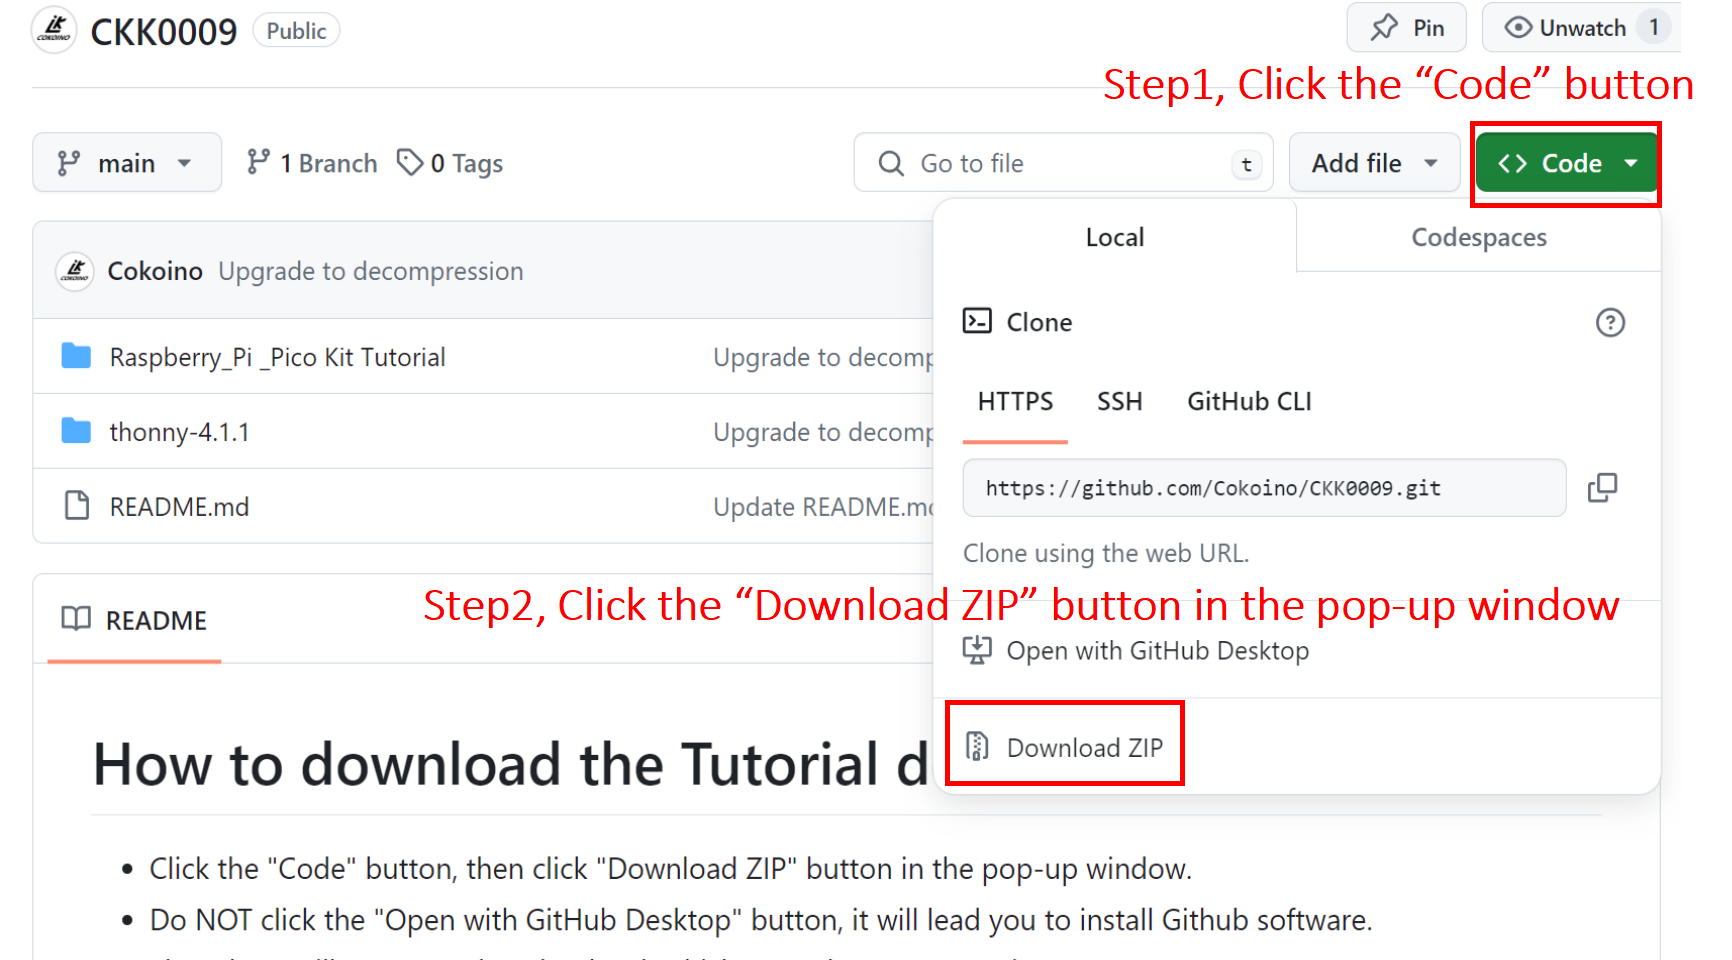 CKK0009 Public Pin Unwatch 1
Step1, Click the “Code” button
main 1 Branch 0 Tags Go to file t Add file Code
Local Codespaces
Cokoino Upgrade to decompression
Clone
Raspberry_Pi _Pico Kit Tutorial Upgrade to decomp
HTTPS SSH GitHub CLI
thonny-4.1.1 Upgrade to decomp
https://github.com/Cokoino/CKK0009.git
README.md Update README.md
Clone using the web URL.
Step2, Click the “Download ZIP” button in the pop-up window
README
Open with GitHub Desktop
Download ZIP
How to download the Tutorial d
Click the "Code" button, then click "Download ZIP" button in the pop-up window.
Do NOT click the "Open with GitHub Desktop" button, it will lead you to install Github software.